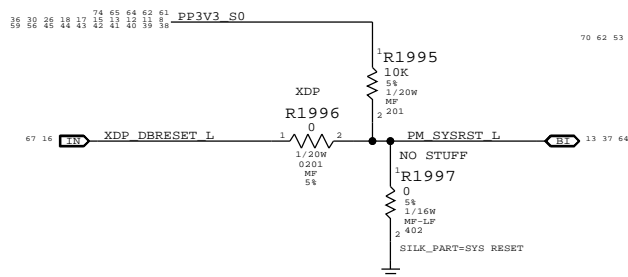 74 65 64 62 61
36 30 26 18 17 15 13 12 11 8
59 56 45 44 43 42 41 40 39 38
PP3V3_S0
70 62 53
1
R1995
10K
5%
1/20W
MF
201
2
XDP
R1996
0
67 16
IN
XDP_DBRESET_L
1
2
PM_SYSRST_L
BI
13 37 64
1/20W
0201
MF
5%
NO STUFF
1
R1997
0
5%
1/16W
MF-LF
402
2
SILK_PART=SYS RESET